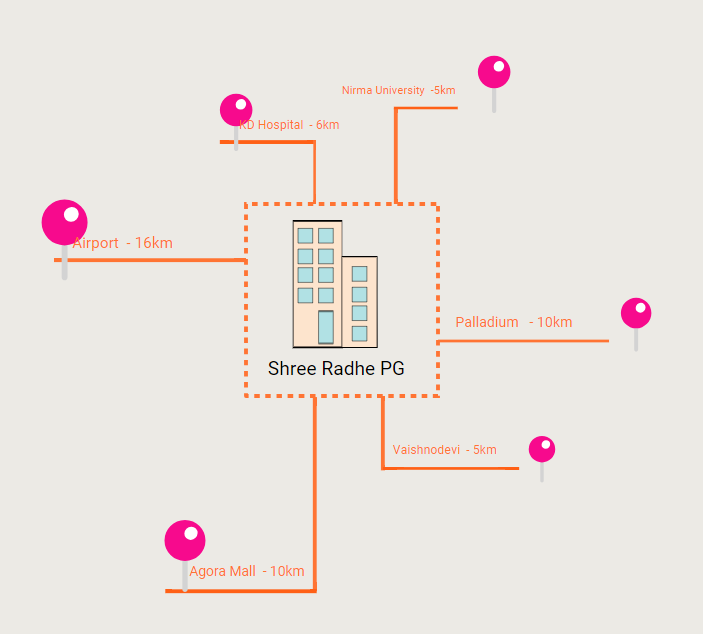 Nirma University -5km
KD Hospital - 6km
Airport - 16km
Palladium - 10km
Shree Radhe PG
Vaishnodevi - 5km
Agora Mall - 10km